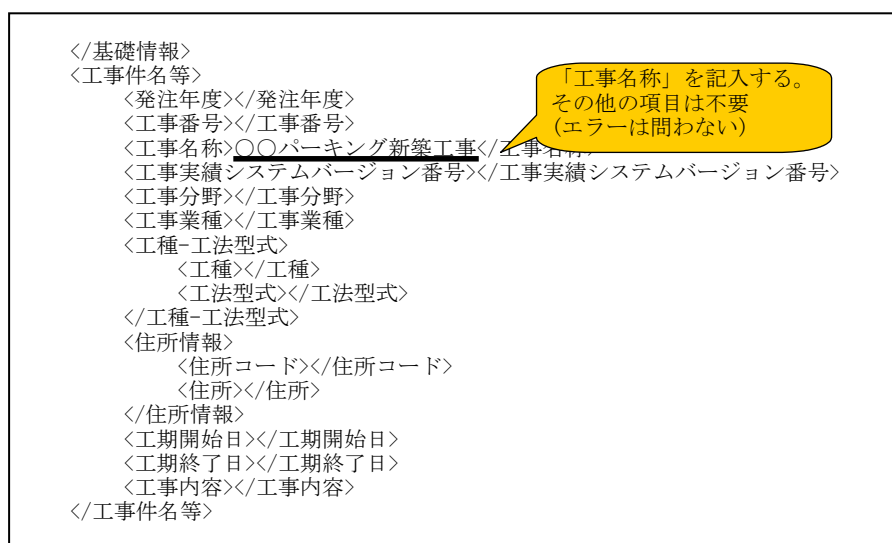 </基礎情報>
<工事件名等>
<発注年度></発注年度>
<工事番号></工事番号>
<工事名称>○○パーキング新築工事</工事名称>
<工事実績システムバージョン番号></工事実績システムバージョン番号>
<工事分野></工事分野>
<工事業種></工事業種>
<工種-工法型式>
<工種></工種>
<工法型式></工法型式>
</工種-工法型式>
<住所情報>
<住所コード></住所コード>
<住所></住所>
</住所情報>
<工期開始日></工期開始日>
<工期終了日></工期終了日>
<工事内容></工事内容>
</工事件名等>
「工事名称」を記入する。
その他の項目は不要
(エラーは問わない)